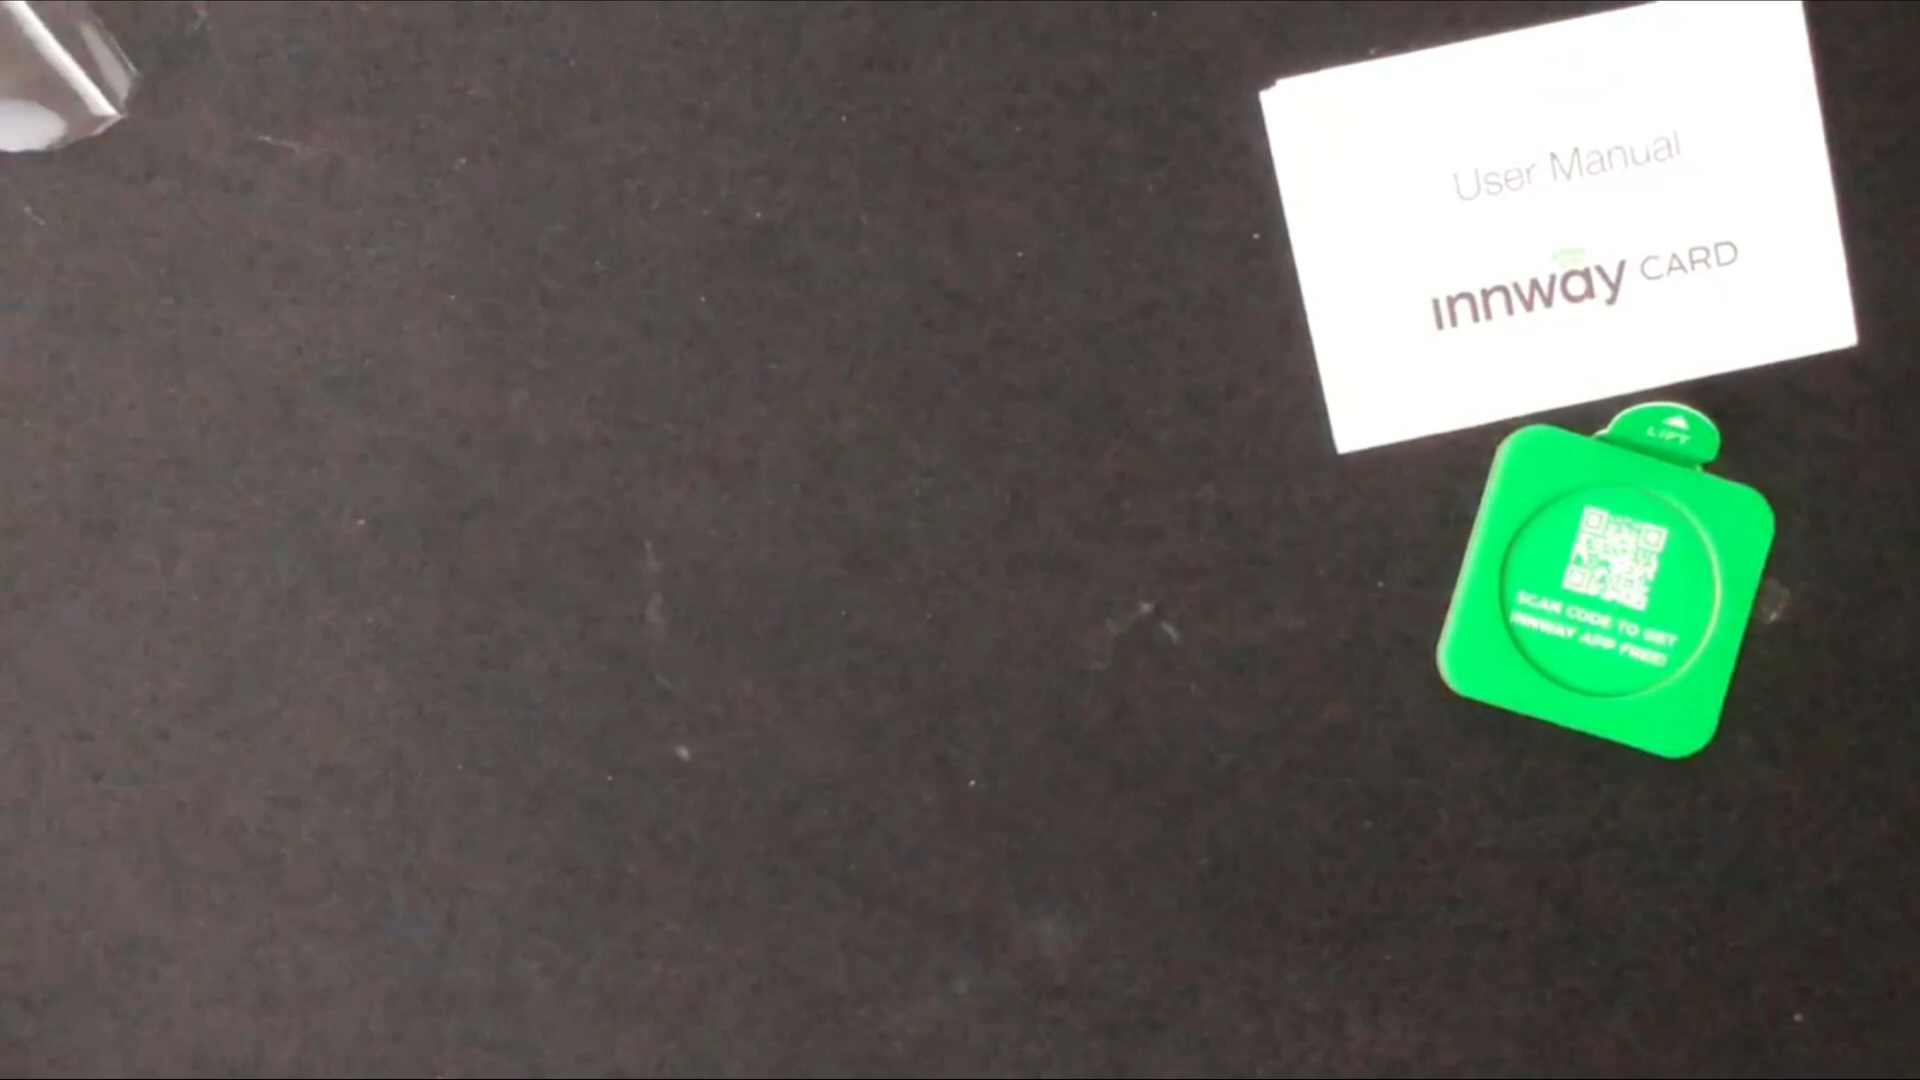 User Manual
innway CARD
LIFT
SCAN CODE TO GET
INNWAY APP FREE!